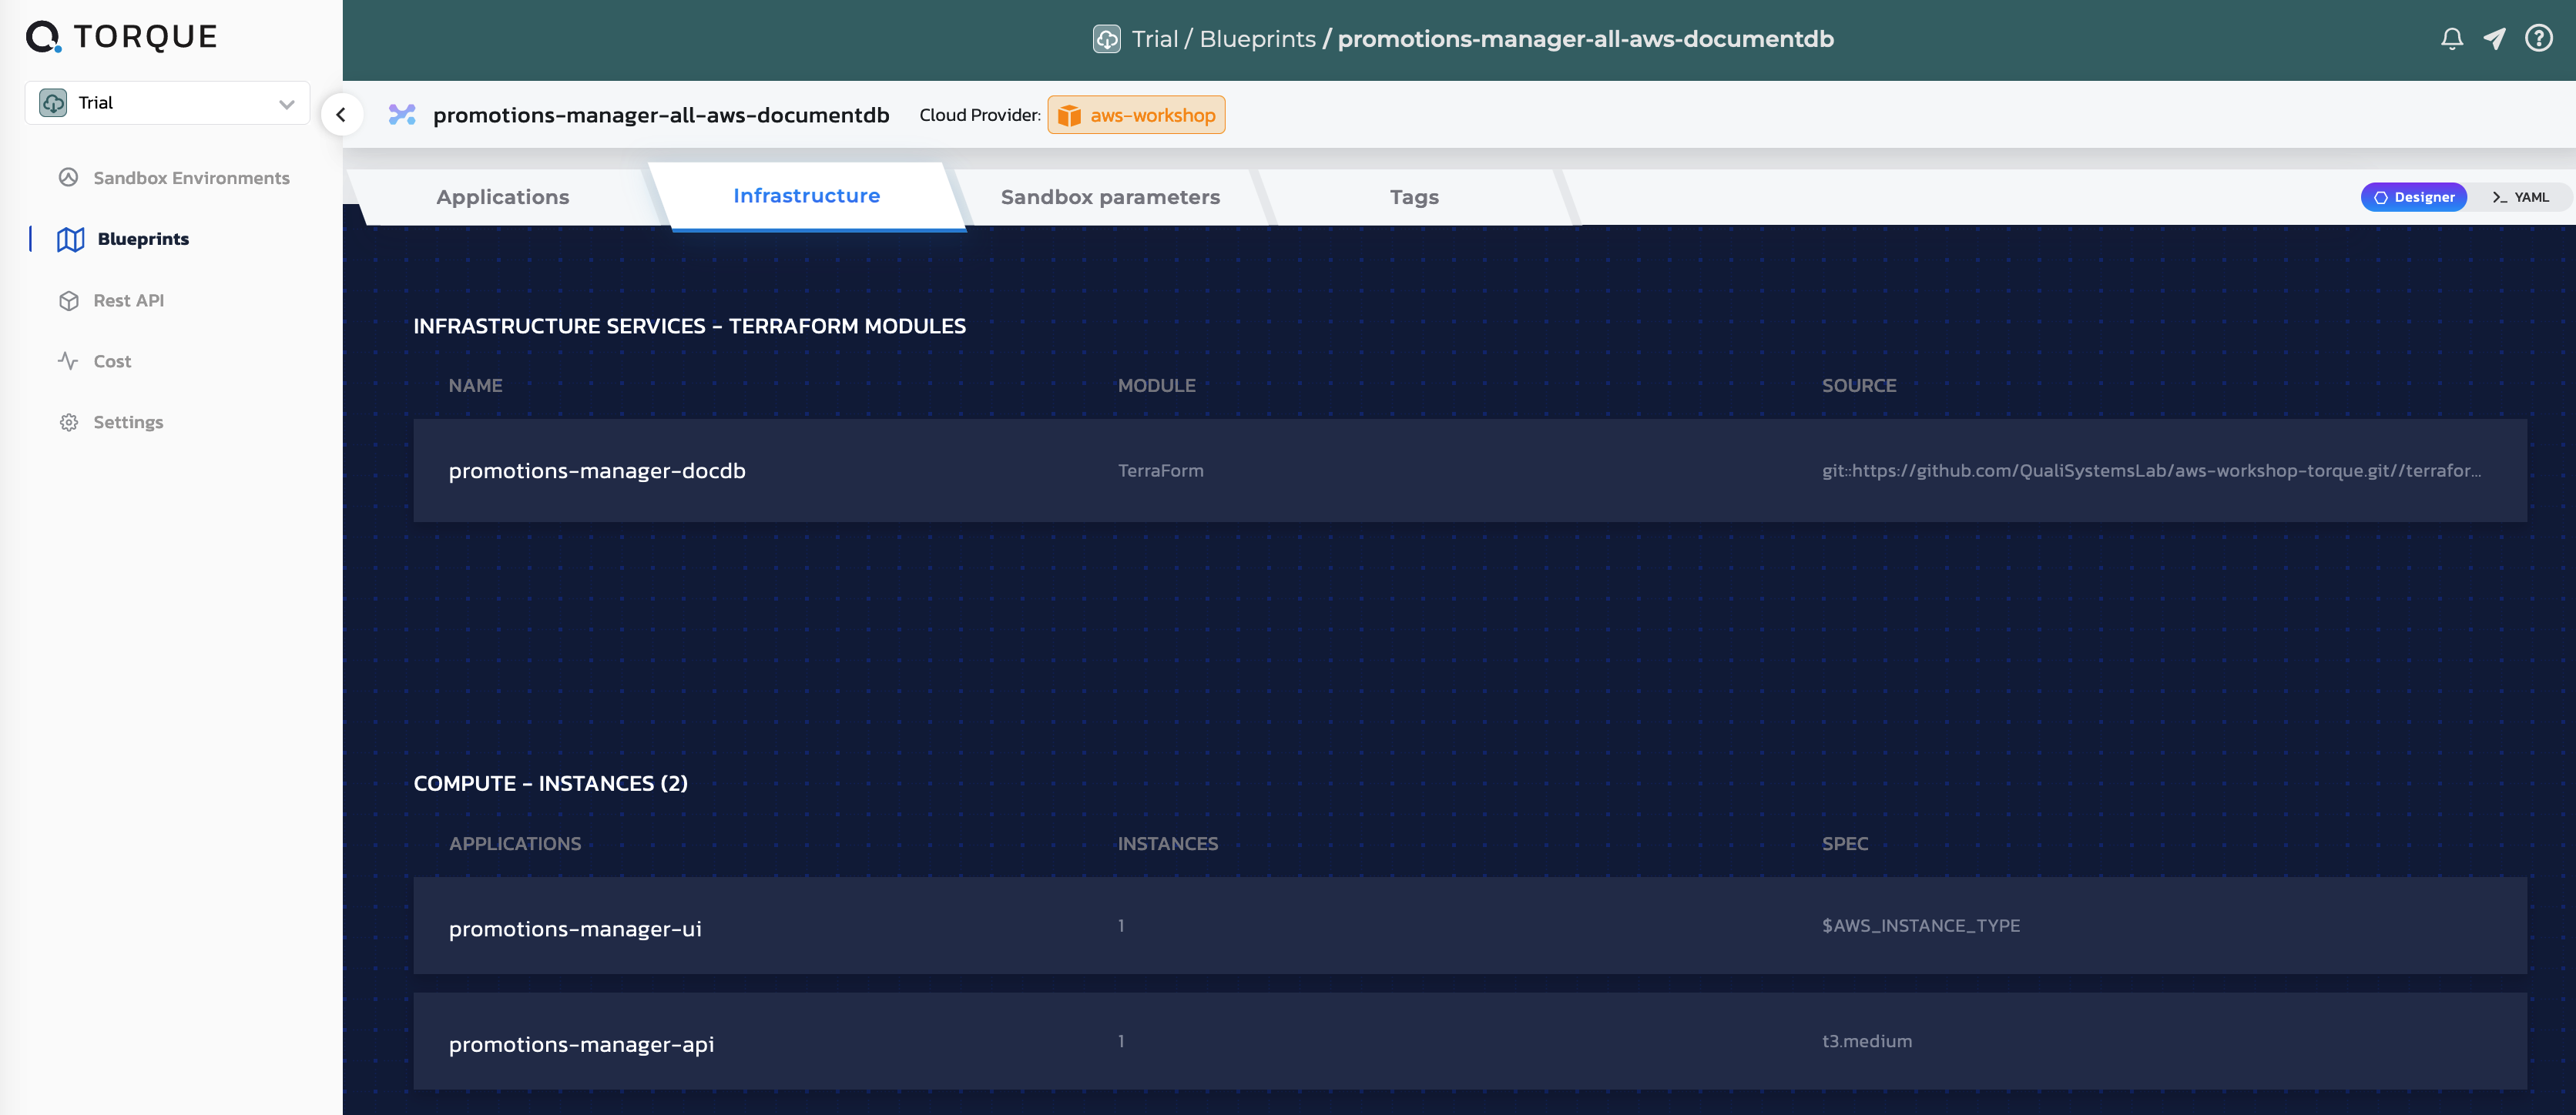 TORQUE
Trial / Blueprints / promotions-manager-all-aws-documentdb
Trial
promotions-manager-all-aws-documentdb Cloud Provider: aws-workshop
Sandbox Environments
Blueprints
Rest API
Cost
Settings
Applications Infrastructure Sandbox parameters Tags Designer >_ YAML
INFRASTRUCTURE SERVICES - TERRAFORM MODULES
NAME MODULE SOURCE
promotions-manager-docdb TerraForm git::https://github.com/QualiSystemsLab/aws-workshop-torque.git//terrafor...
COMPUTE - INSTANCES (2)
APPLICATIONS INSTANCES SPEC
promotions-manager-ui 1 $AWS_INSTANCE_TYPE
promotions-manager-api 1 t3.medium